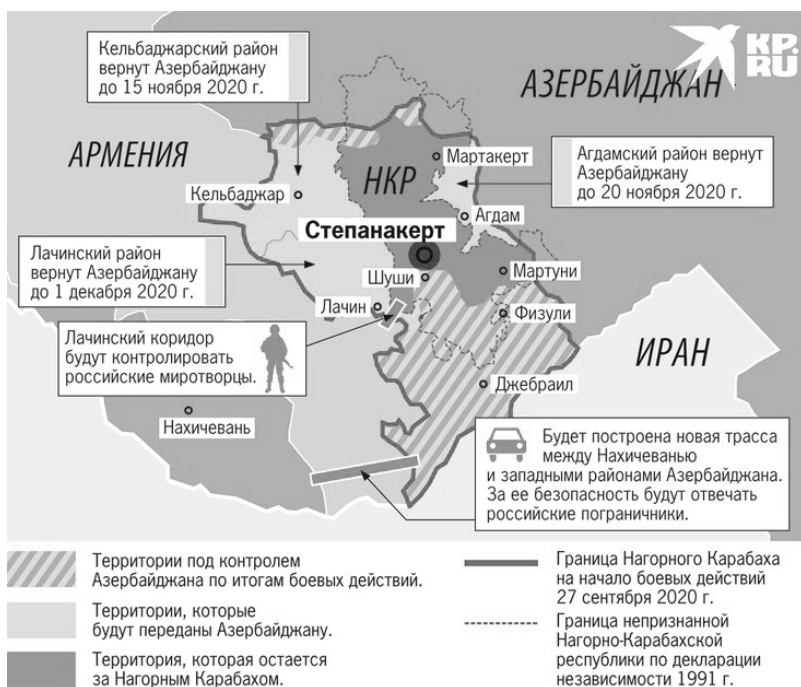 Кельбаджарский район
вернут Азербайджану
до 15 ноября 2020 г.
KP.
RU
АЗЕРБАЙДЖАН
АРМЕНИЯ
НКР
Мартакерт
Агдамский район вернут
Азербайджану
до 20 ноября 2020 г.
Кельбаджар
Агдам
Степанакерт
Лачинский район
вернут Азербайджану
до 1 декабря 2020 г.
Шуши
Мартуни
Лачин
Физули
Лачинский коридор
будут контролировать
российские миротворцы.
ИРАН
Джебраил
Нахичевань
Будет построена новая трасса
между Нахичеванью
и западными районами Азербайджана.
За ее безопасность будут отвечать
российские пограничники.
Территории под контролем
Азербайджана по итогам боевых действий.
Территории, которые
будут переданы Азербайджану.
Территория, которая остается
за Нагорным Карабахом.
Граница Нагорного Карабаха
на начало боевых действий
27 сентября 2020 г.
Граница непризнанной
Нагорно-Карабахской
республики по декларации
независимости 1991 г.